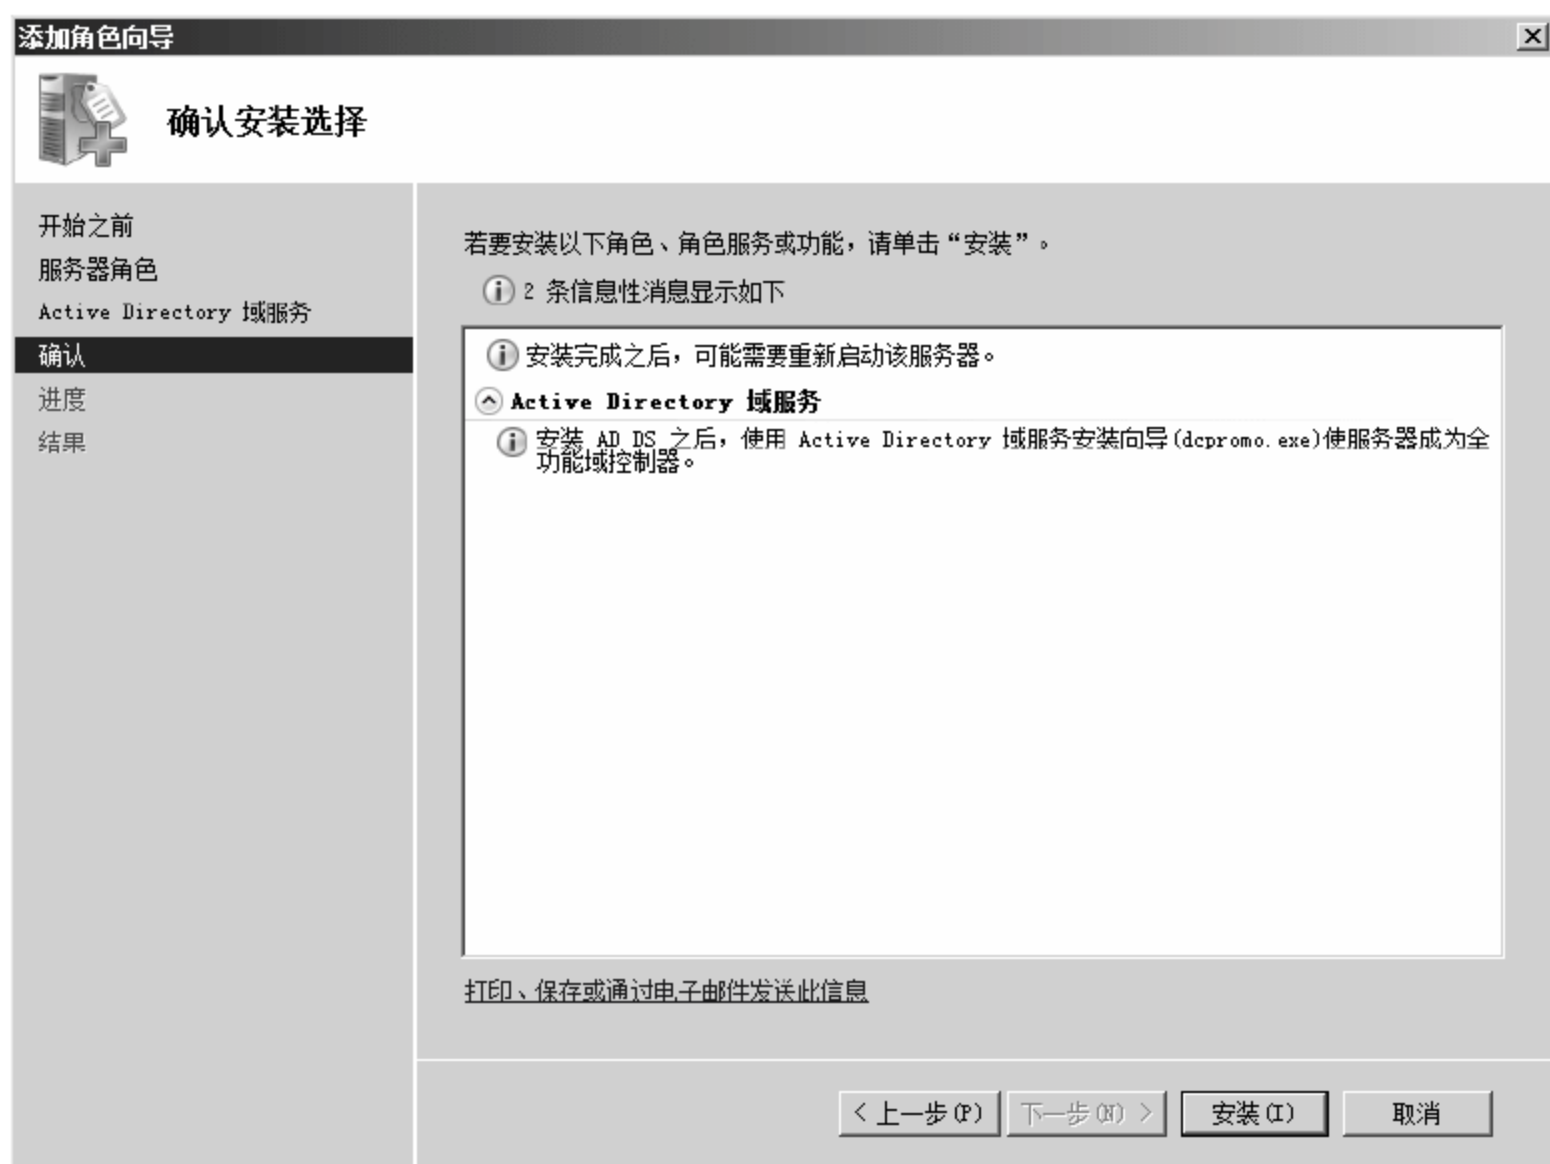 添加角色向导
确认安装选择
开始之前
服务器角色
Active Directory 域服务
确认
进度
结果
若要安装以下角色、角色服务或功能，请单击“安装”。
2 条信息性消息显示如下
安装完成之后，可能需要重新启动该服务器。
Active Directory 域服务
安装 AD DS 之后，使用 Active Directory 域服务安装向导(dcpromo.exe)使服务器成为全
功能域控制器。
打印、保存或通过电子邮件发送此信息
< 上一步(P)
下一步(N) >
安装(I)
取消